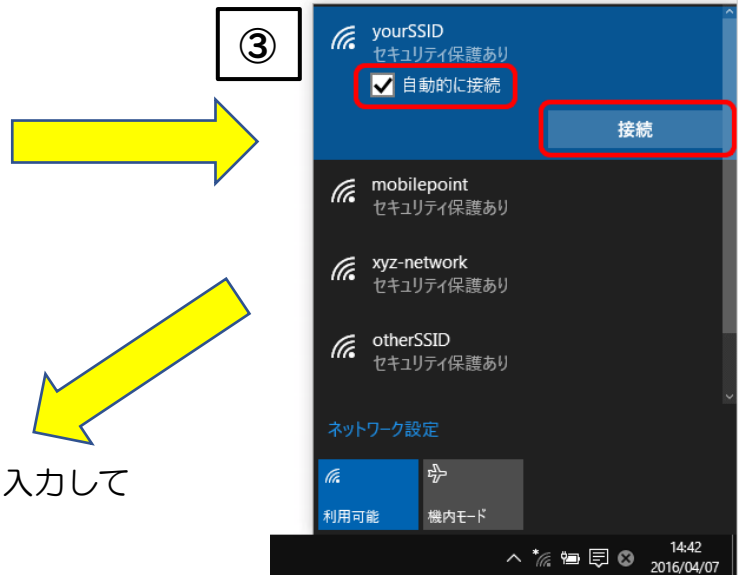 ③
yourSSID
セキュリティ保護あり
自動的に接続
接続
mobilepoint
セキュリティ保護あり
xyz-network
セキュリティ保護あり
otherSSID
セキュリティ保護あり
ネットワーク設定
入力して
利用可能
機内モード
14:42
2016/04/07